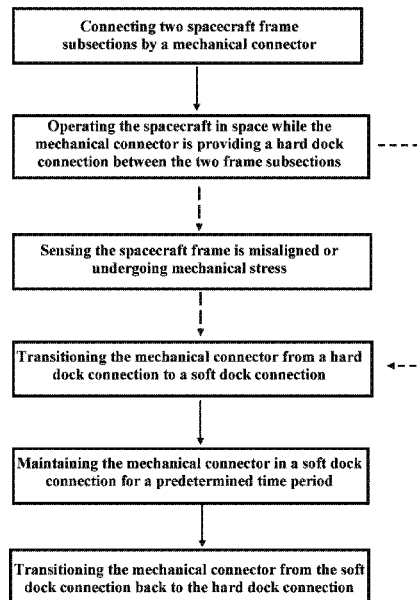 Connecting two spacecraft frame
subsections by a mechanical connector
Operating the spacecraft in space while the
mechanical connector is providing a hard dock
connection between the two frame subsections
Sensing the spacecraft frame is misaligned or
undergoing mechanical stress
Transitioning the mechanical connector from a hard
dock connection to a soft dock connection
Maintaining the mechanical connector in a soft dock
connection for a predetermined time period
Transitioning the mechanical connector from the soft
dock connection back to the hard dock connection